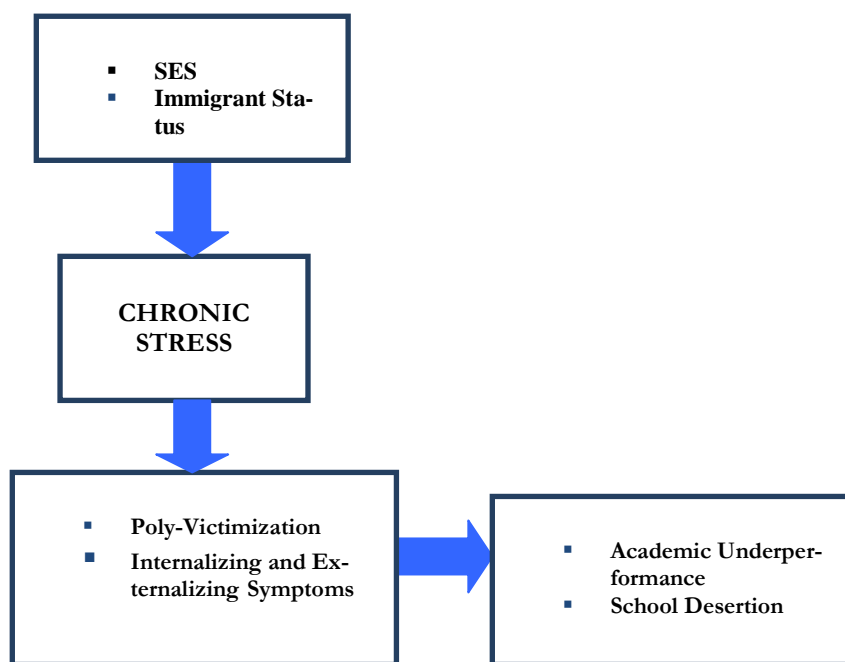 SES
Immigrant Sta-
tus
CHRONIC
STRESS
Poly-Victimization
Internalizing and Ex-
ternalizing Symptoms
Academic Underper-
formance
School Desertion